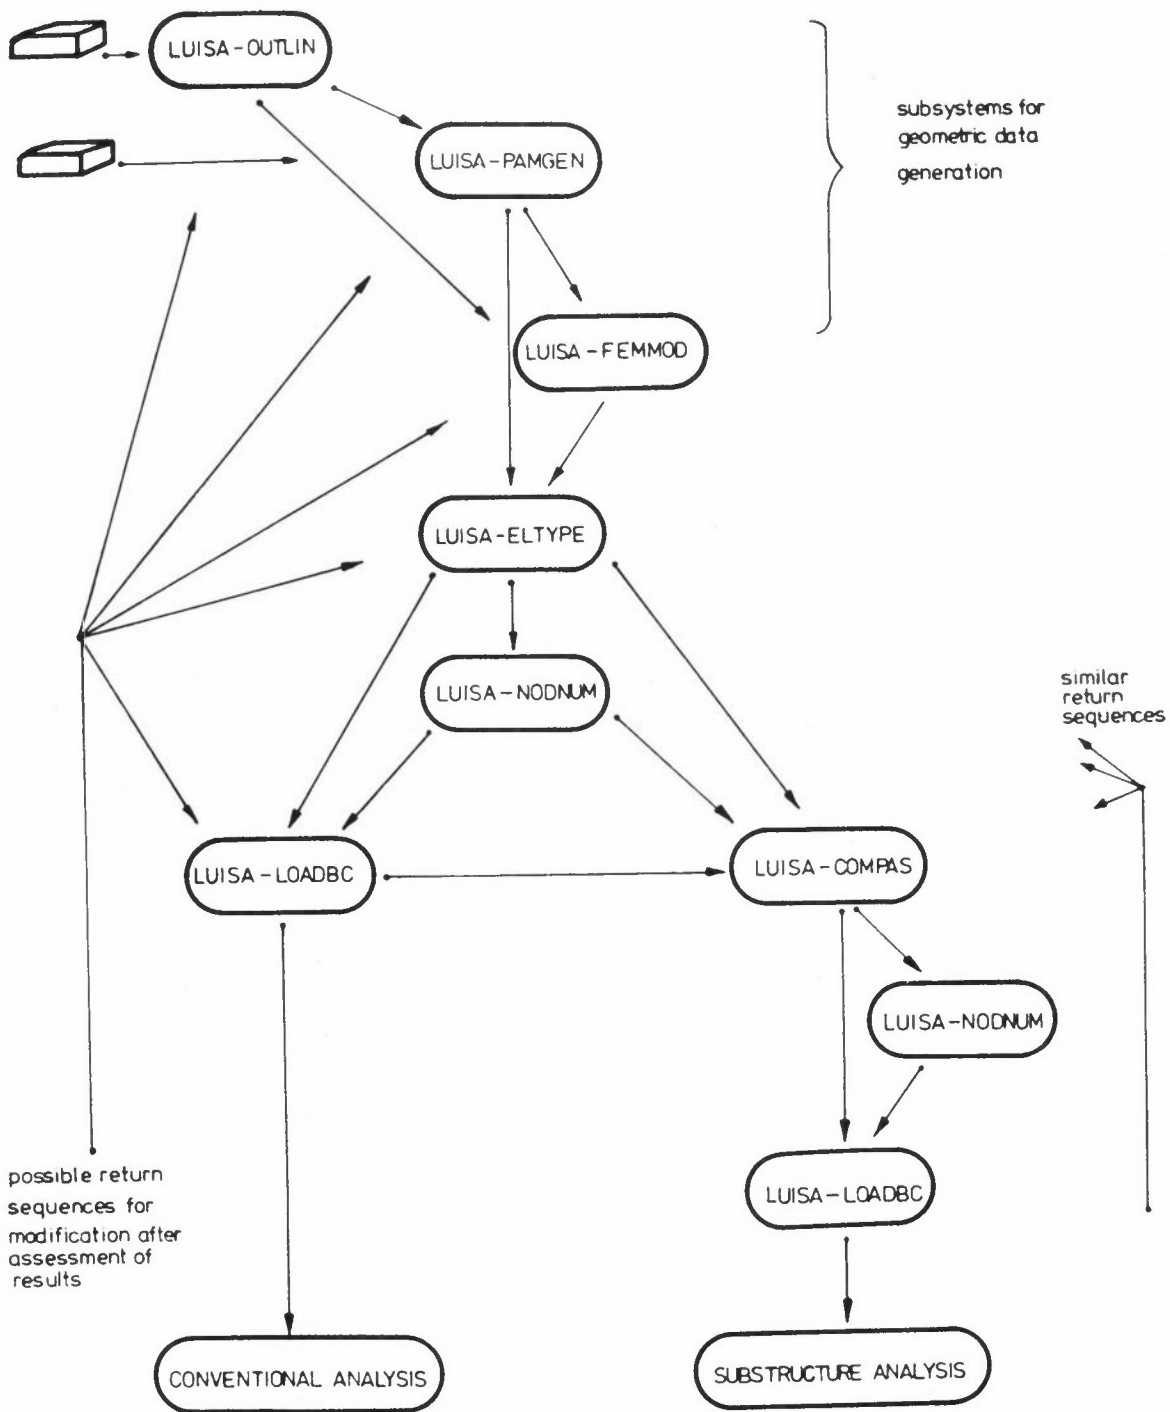 LUISA-OUTLIN
subsystems for
geometric data
generation
LUISA-PAMGEN
LUISA-FEMMOD
LUISA-ELTYPE
LUISA-NODNUM
similar
return
sequences
LUISA-LOADBC
LUISA-COMPAS
LUISA-NODNUM
LUISA-LOADBC
possible return
sequences for
modification after
assessment of
results
CONVENTIONAL ANALYSIS
SUBSTRUCTURE ANALYSIS